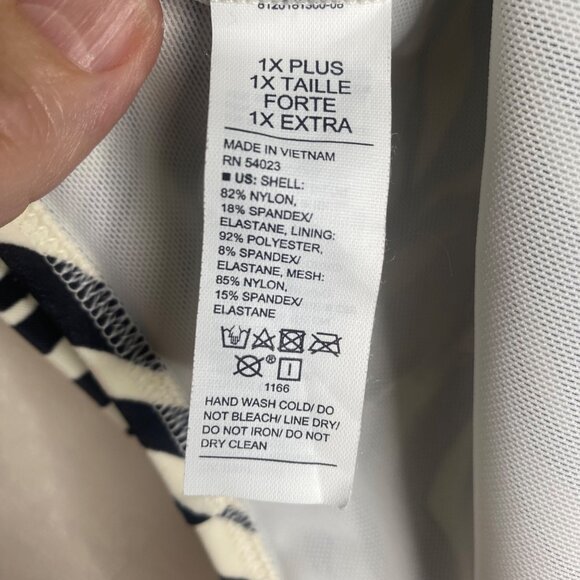 8120181300-08
1X PLUS
1X TAILLE
FORTE
1X EXTRA
MADE IN VIETNAM
RN 54023
■ US: SHELL:
82% NYLON,
18% SPANDEX/
ELASTANE, LINING:
92% POLYESTER,
8% SPANDEX/
ELASTANE, MESH:
85% NYLON,
15% SPANDEX/
ELASTANE
®
1166
HAND WASH COLD/ DO
NOT BLEACH/ LINE DRY/
DO NOT IRON/ DO NOT
DRY CLEAN